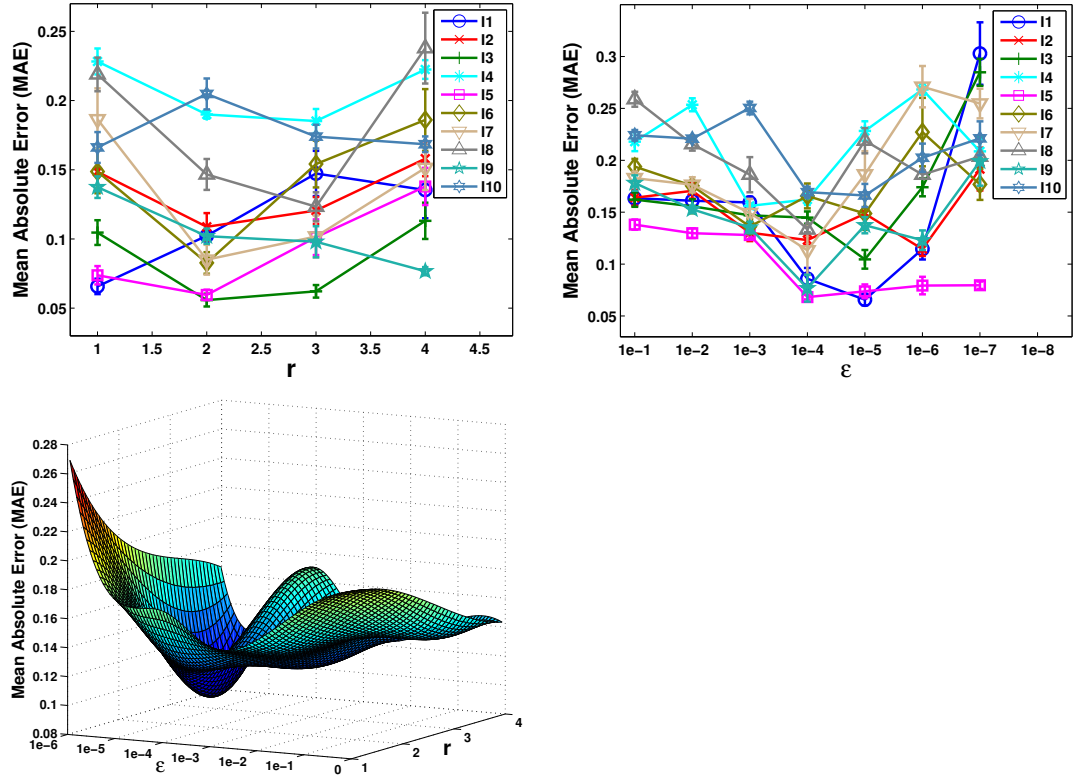 Mean Absolute Error (MAE)
0.25
0.2
0.15
0.1
0.05
1
1.5
2
2.5
3
3.5
4
4.5
r
I1
I2
I3
I4
I5
I6
I7
I8
I9
I10
Mean Absolute Error (MAE)
0.3
0.25
0.2
0.15
0.1
0.05
1e−1
1e−2
1e−3
1e−4
1e−5
1e−6
1e−7
1e−8
ε
I1
I2
I3
I4
I5
I6
I7
I8
I9
I10
Mean Absolute Error (MAE)
0.28
0.26
0.24
0.22
0.2
0.18
0.16
0.14
0.12
0.1
0.08
1e−6
1e−5
1e−4
1e−3
1e−2
1e−1
0
ε
1
2
3
4
r